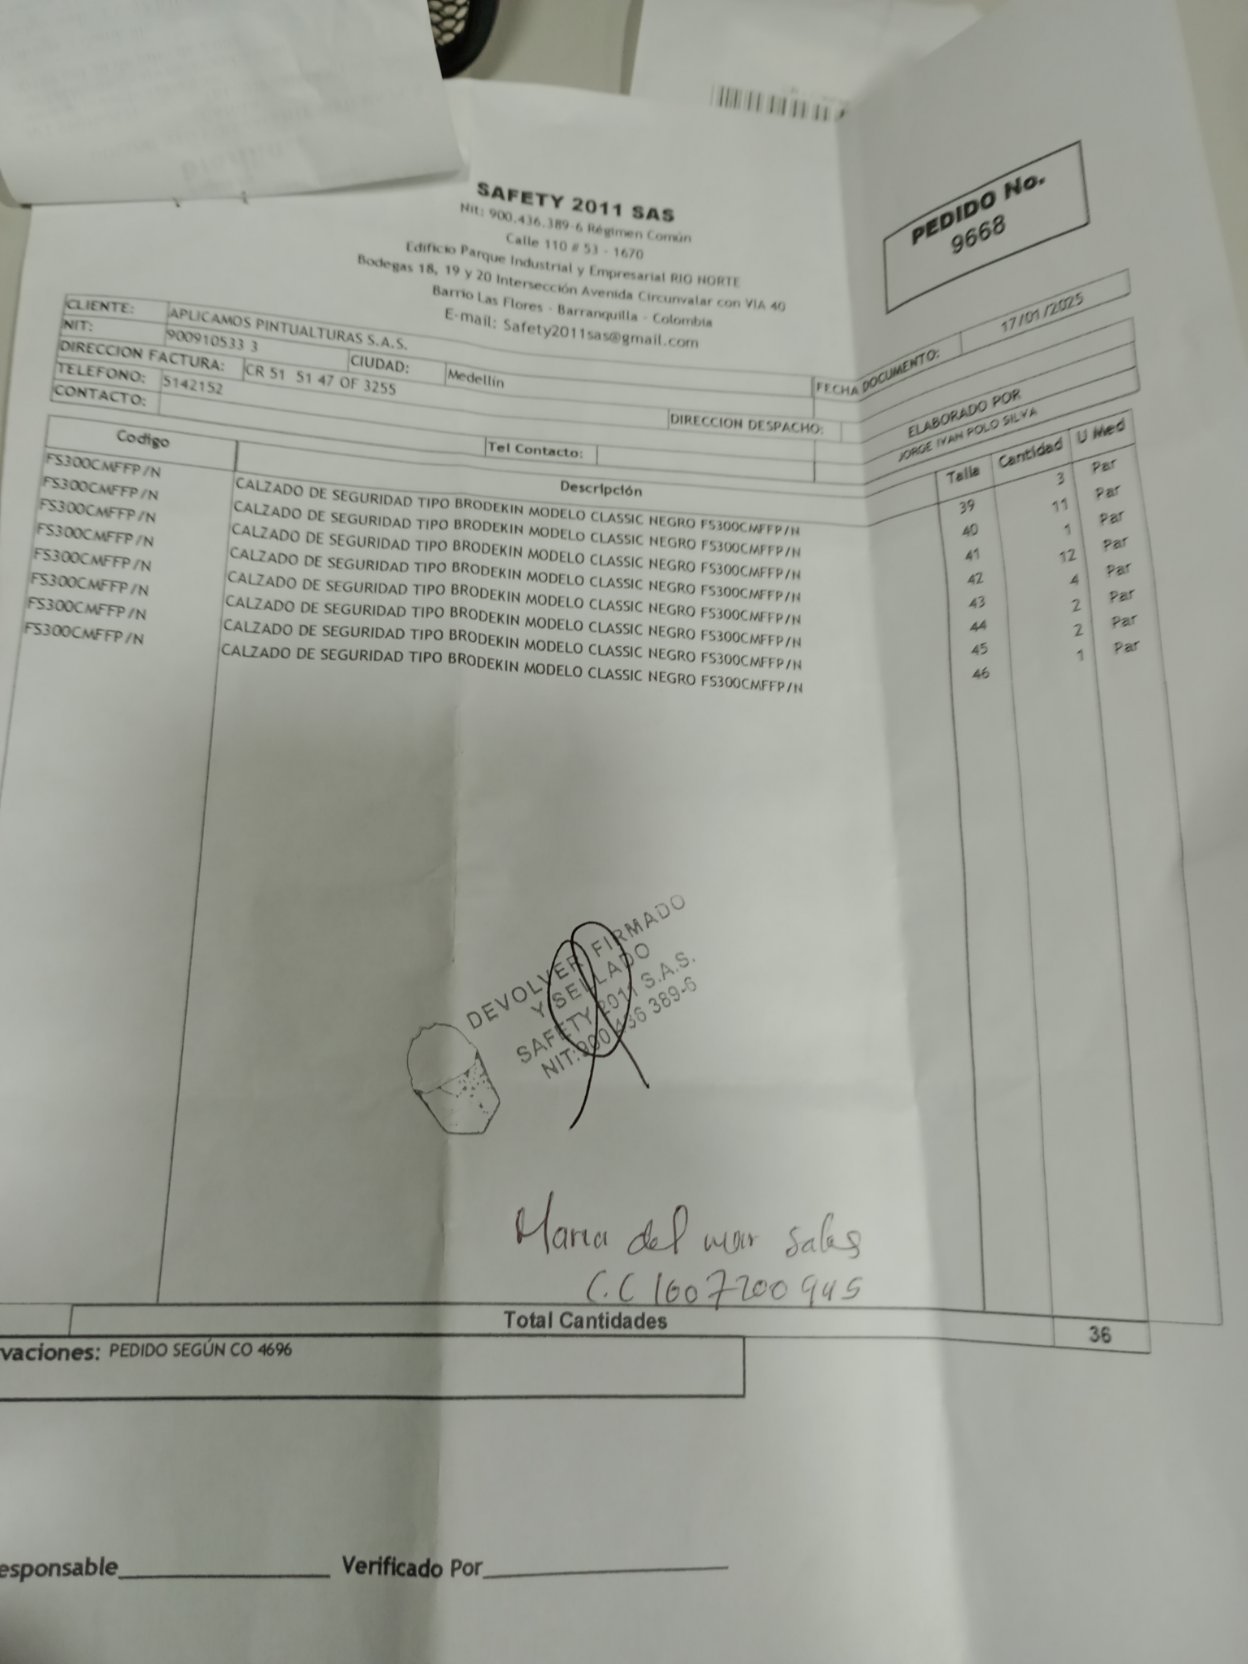 SAFETY 2011 SAS
Nit: 900.436.389-6 Régimen Común
Calle 110 # 53 - 1670
Edificio Parque Industrial y Empresarial RIO NORTE
Bodegas 18, 19 y 20 Intersección Avenida Circunvalar con VIA 40
Barrio Las Flores - Barranquilla - Colombia
E-mail: Safety2011sas@gmail.com
PEDIDO No.
9668
CLIENTE: APLICAMOS PINTUALTURAS S.A.S.
FECHA DOCUMENTO: 17/01/2025
NIT: 900910533 3 CIUDAD: Medellín
DIRECCION FACTURA: CR 51 51 47 OF 3255 DIRECCION DESPACHO:
TELEFONO: 5142152
ELABORADO POR
CONTACTO: Tel Contacto:
JORGE IVAN POLO SILVA
Codigo Descripción Talla Cantidad U Med
FS300CMFFP/N CALZADO DE SEGURIDAD TIPO BRODEKIN MODELO CLASSIC NEGRO FS300CMFFP/N 39 3 Par
FS300CMFFP/N CALZADO DE SEGURIDAD TIPO BRODEKIN MODELO CLASSIC NEGRO FS300CMFFP/N 40 11 Par
FS300CMFFP/N CALZADO DE SEGURIDAD TIPO BRODEKIN MODELO CLASSIC NEGRO FS300CMFFP/N 41 1 Par
FS300CMFFP/N CALZADO DE SEGURIDAD TIPO BRODEKIN MODELO CLASSIC NEGRO FS300CMFFP/N 42 12 Par
FS300CMFFP/N CALZADO DE SEGURIDAD TIPO BRODEKIN MODELO CLASSIC NEGRO FS300CMFFP/N 43 4 Par
FS300CMFFP/N CALZADO DE SEGURIDAD TIPO BRODEKIN MODELO CLASSIC NEGRO FS300CMFFP/N 44 2 Par
FS300CMFFP/N CALZADO DE SEGURIDAD TIPO BRODEKIN MODELO CLASSIC NEGRO FS300CMFFP/N 45 2 Par
FS300CMFFP/N CALZADO DE SEGURIDAD TIPO BRODEKIN MODELO CLASSIC NEGRO FS300CMFFP/N 46 1 Par
DEVOLVER FIRMADO
Y SELLADO
SAFETY 2011 S.A.S.
NIT:900 436 389-6
Maria del mar Salas
C.C 1007200945
Total Cantidades 36
vaciones: PEDIDO SEGÚN CO 4696
esponsable Verificado Por